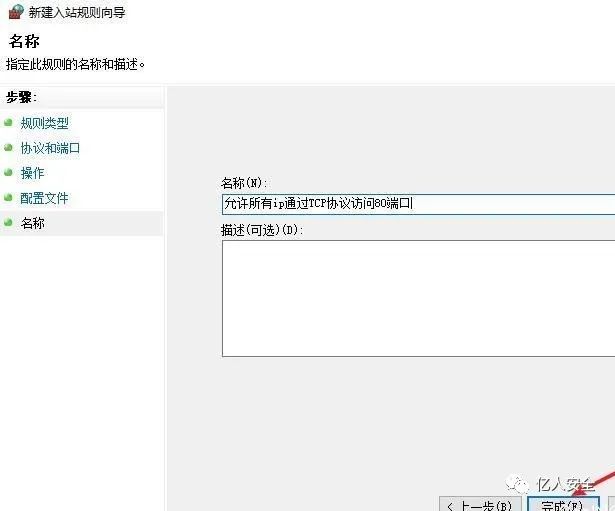 新建入站规则向导
名称
指定此规则的名称和描述。
步骤:
规则类型
协议和端口
操作
配置文件
名称
名称(N):
允许所有ip通过TCP协议访问80端口
描述(可选)(D):
亿人安全
< 上一步(B)
完成(F)